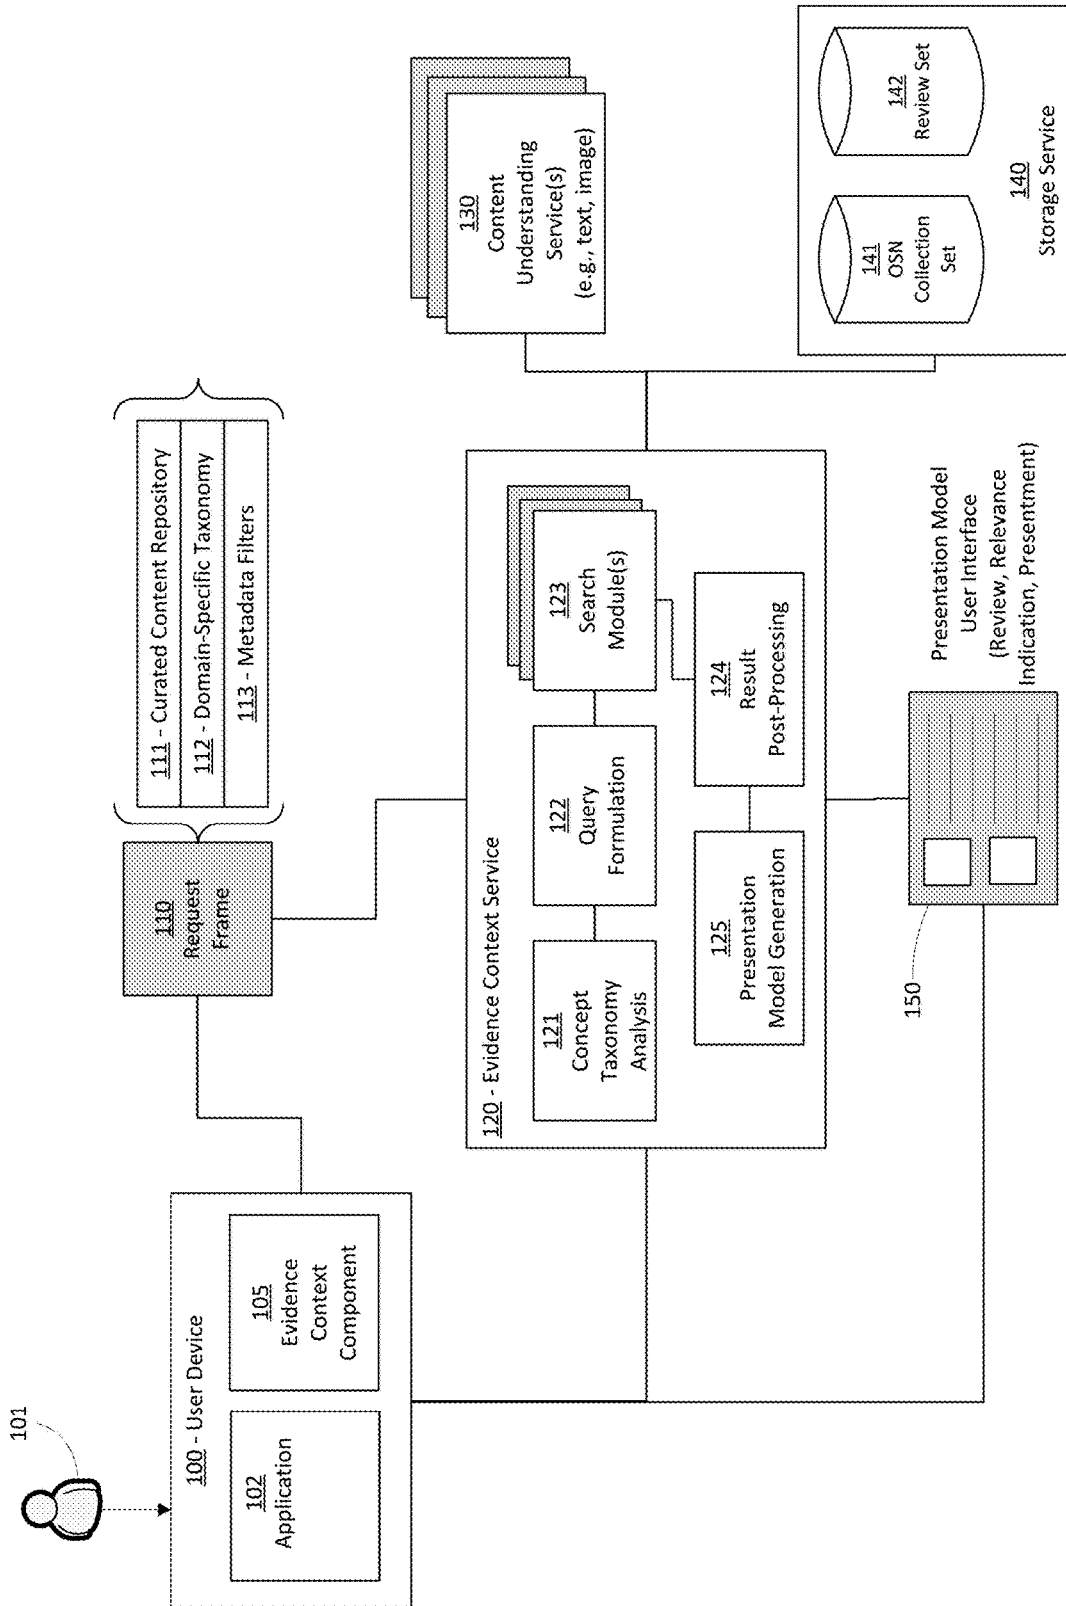 101
100 - User Device
102
Application
105
Evidence
Context
Component
110
Request
Frame
111 - Curated Content Repository
112 - Domain-Specific Taxonomy
113 - Metadata Filters
120 - Evidence Context Service
121
Concept
Taxonomy
Analysis
122
Query
Formulation
123
Search
Module(s)
125
Presentation
Model Generation
124
Result
Post-Processing
130
Content
Understanding
Service(s)
(e.g., text, image)
141
OSN
Collection
Set
142
Review Set
140
Storage Service
150
Presentation Model
User Interface
(Review, Relevance
Indication, Presentment)